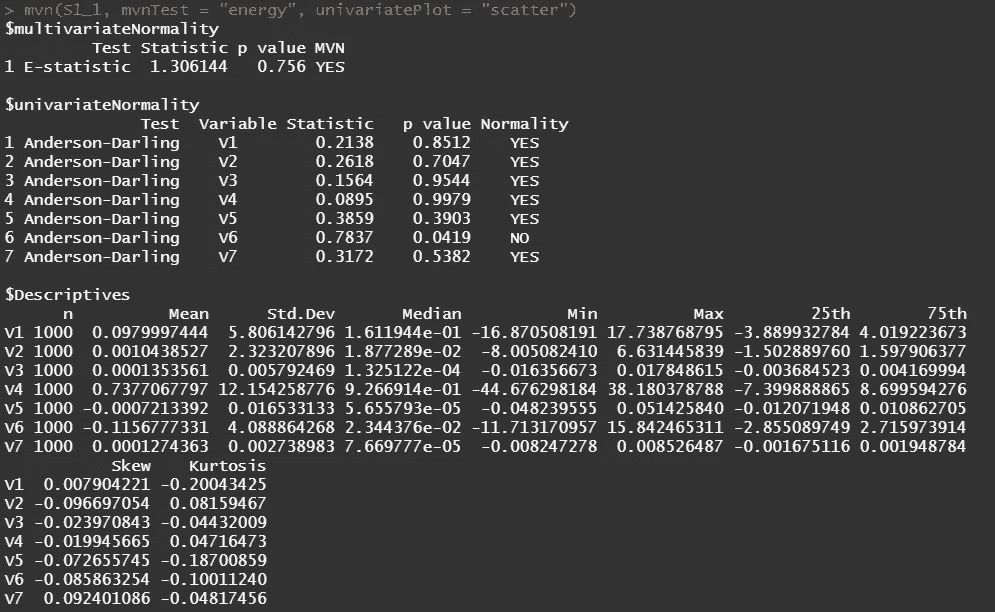 > mvn(S1_1, mvnTest = "energy", univariatePlot = "scatter")
$multivariateNormality
Test Statistic p value MVN
1 E-statistic 1.306144 0.756 YES
$univariateNormality
Test Variable Statistic p value Normality
1 Anderson-Darling V1 0.2138 0.8512 YES
2 Anderson-Darling V2 0.2618 0.7047 YES
3 Anderson-Darling V3 0.1564 0.9544 YES
4 Anderson-Darling V4 0.0895 0.9979 YES
5 Anderson-Darling V5 0.3859 0.3903 YES
6 Anderson-Darling V6 0.7837 0.0419 NO
7 Anderson-Darling V7 0.3172 0.5382 YES
$Descriptives
n Mean Std.Dev Median Min Max 25th 75th
V1 1000 0.0979997444 5.806142796 1.611944e-01 -16.870508191 17.738768795 -3.889932784 4.019223673
V2 1000 0.0010438527 2.323207896 1.877289e-02 -8.005082410 6.631445839 -1.502889760 1.597906377
V3 1000 0.0001353561 0.005792469 1.325122e-04 -0.016356673 0.017848615 -0.003684523 0.004169994
V4 1000 0.7377067797 12.154258776 9.266914e-01 -44.676298184 38.180378788 -7.399888865 8.699594276
V5 1000 -0.0007213392 0.016533133 5.655793e-05 -0.048239555 0.051425840 -0.012071948 0.010862705
V6 1000 -0.1156777331 4.088864268 2.344376e-02 -11.713170957 15.842465311 -2.855089749 2.715973914
V7 1000 0.0001274363 0.002738983 7.669777e-05 -0.008247278 0.008526487 -0.001675116 0.001948784
Skew Kurtosis
V1 0.007904221 -0.20043425
V2 -0.096697054 0.08159467
V3 -0.023970843 -0.04432009
V4 -0.019945665 0.04716473
V5 -0.072655745 -0.18700859
V6 -0.085863254 -0.10011240
V7 0.092401086 -0.04817456